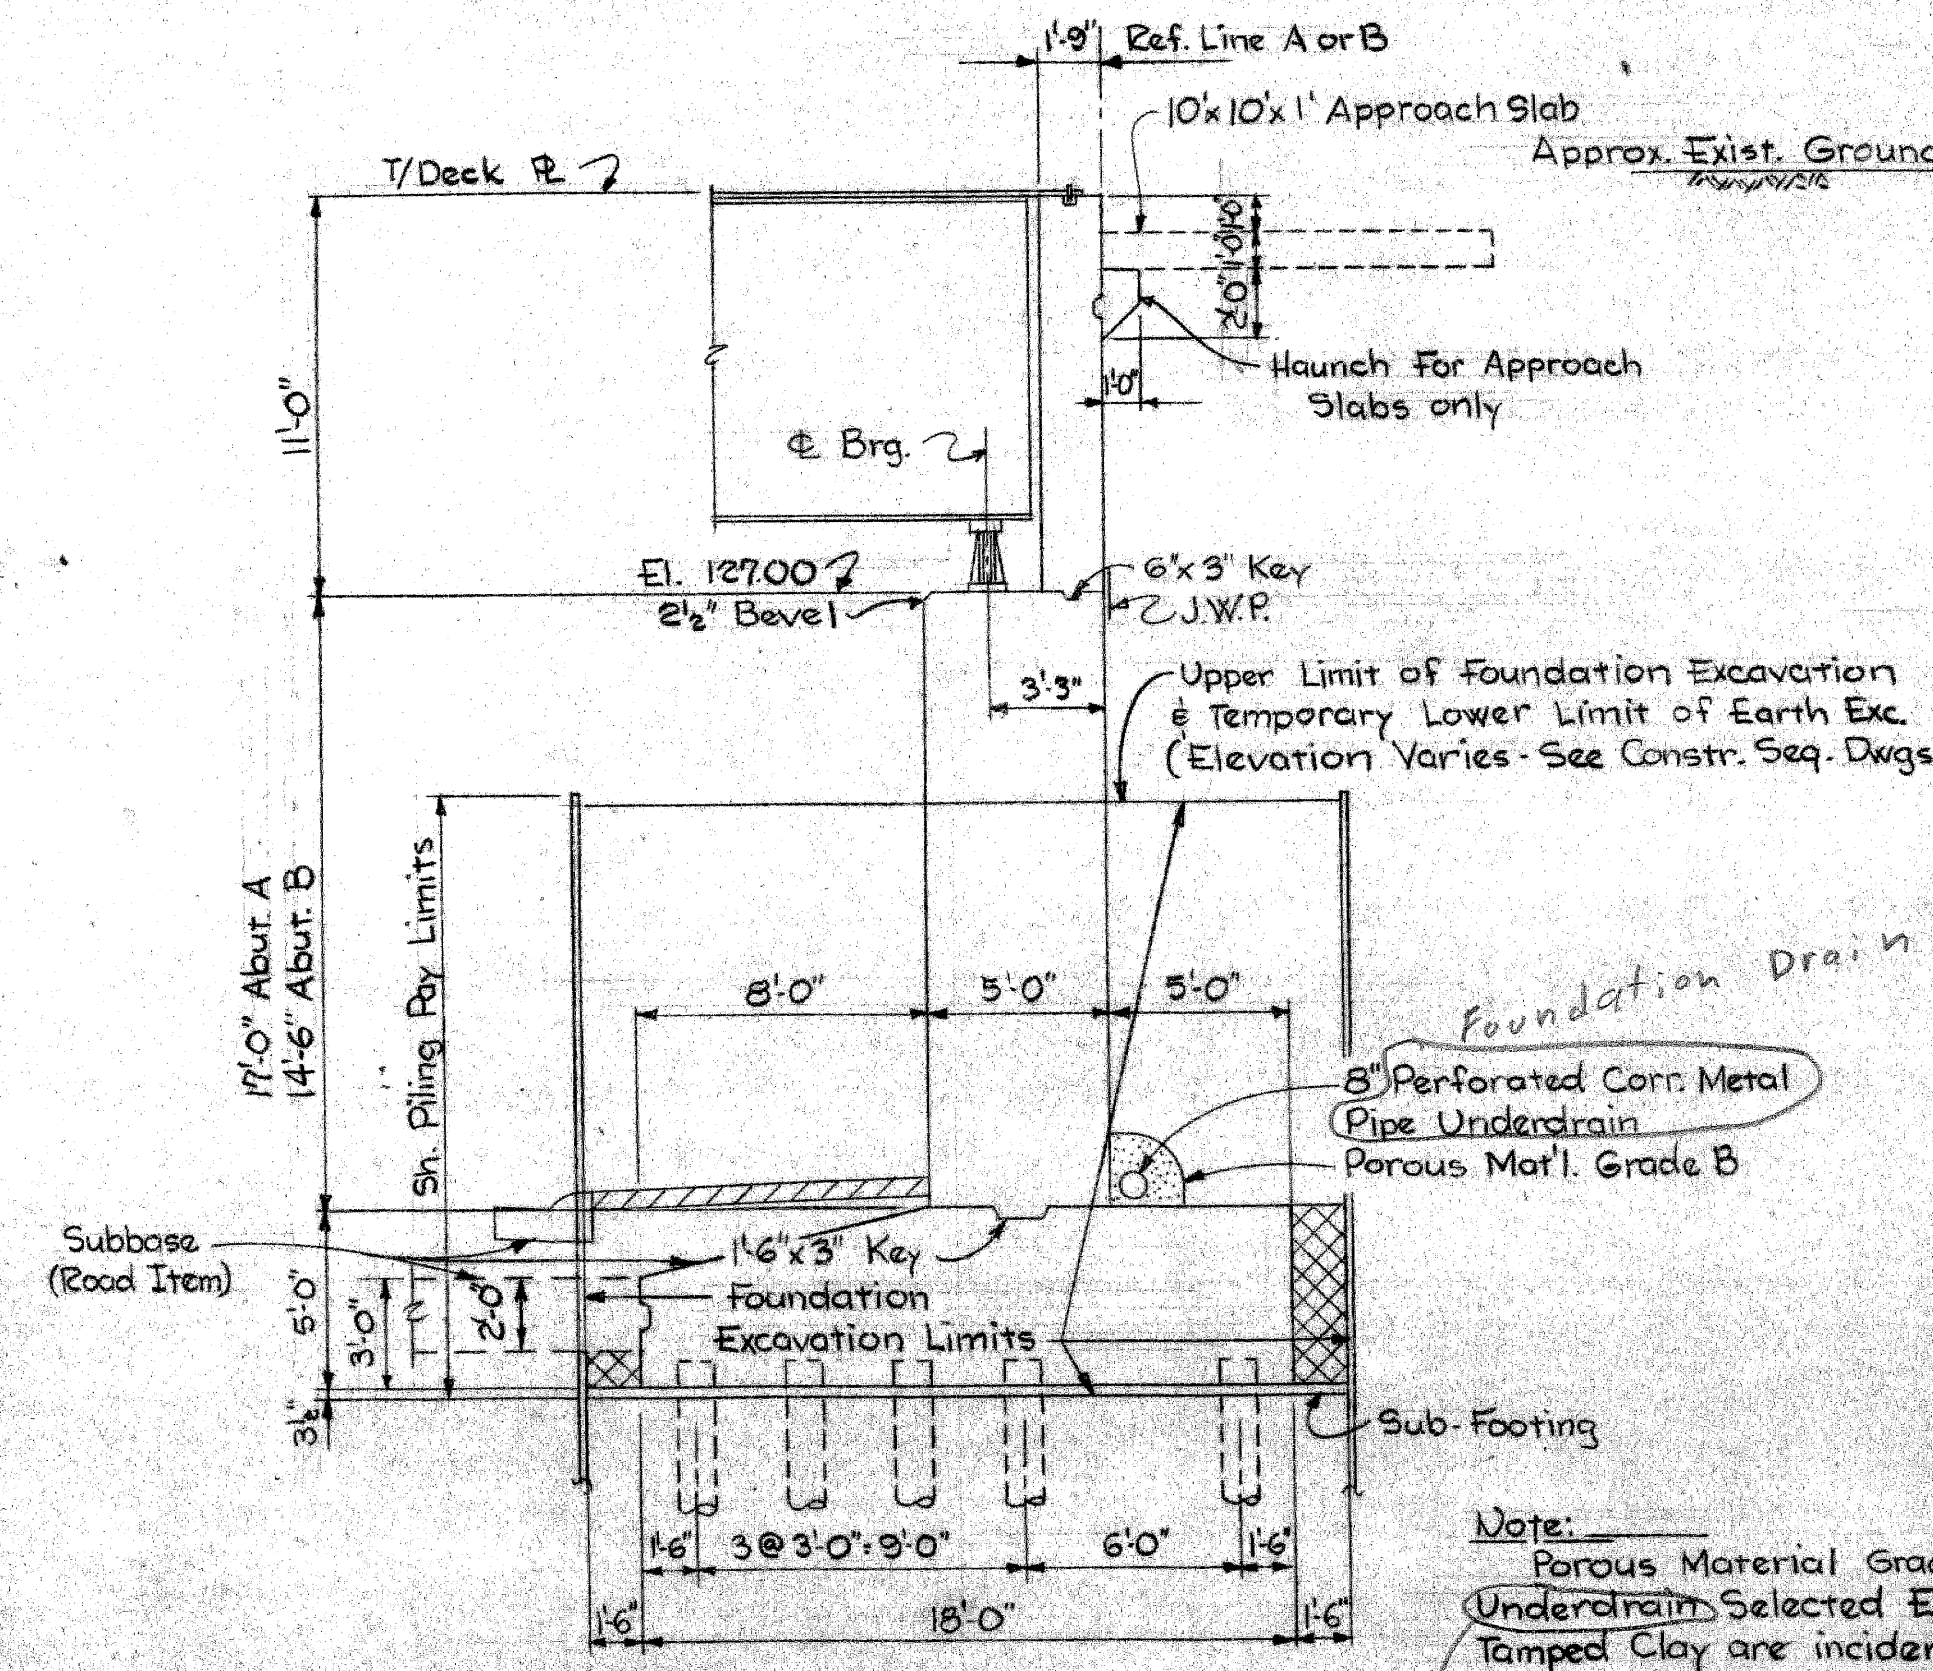 1'-9"
Ref. Line A or B
10'x10'x1' Approach Slab
Approx. Exist. Ground
T/Deck PL
1'-0"
1'-0"
2'-0"
Haunch For Approach
Slabs only
1'-0"
11'-0"
℄ Brg.
El. 127.00
2½" Bevel
6"x3" Key
J.W.P.
3'-3"
Upper Limit of Foundation Excavation
& Temporary Lower Limit of Earth Exc.
(Elevation Varies - See Constr. Seq. Dwgs
17'-0" Abut. A
14'-6" Abut. B
Sh. Piling Pay Limits
8'-0"
5'-0"
5'-0"
Foundation Drain
8" Perforated Corr. Metal
Pipe Underdrain
Porous Mat'l. Grade B
Subbase
(Road Item)
1'-6"x3" Key
Foundation
Excavation Limits
5'-0"
3'-0"
2'-0"
3½"
Sub-Footing
1'-6"
3 @ 3'-0" = 9'-0"
6'-0"
1'-6"
1'-6"
18'-0"
1'-6"
Note:
Porous Material Gra
Underdrain Selected E
Tamped Clay are inciden